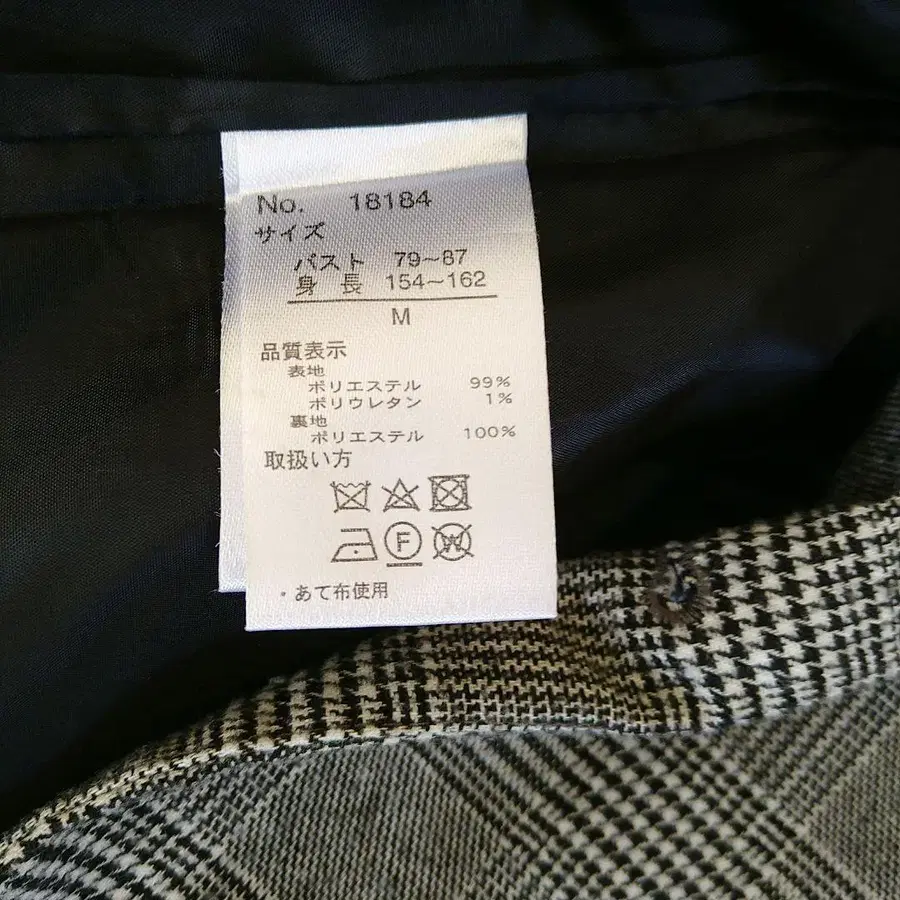 No. 18184
サイズ
バスト 79~87
身長 154~162
M
品質表示
表地
ポリエステル 99%
ポリウレタン 1%
裏地
ポリエステル 100%
取扱い方
F W
・あて布使用